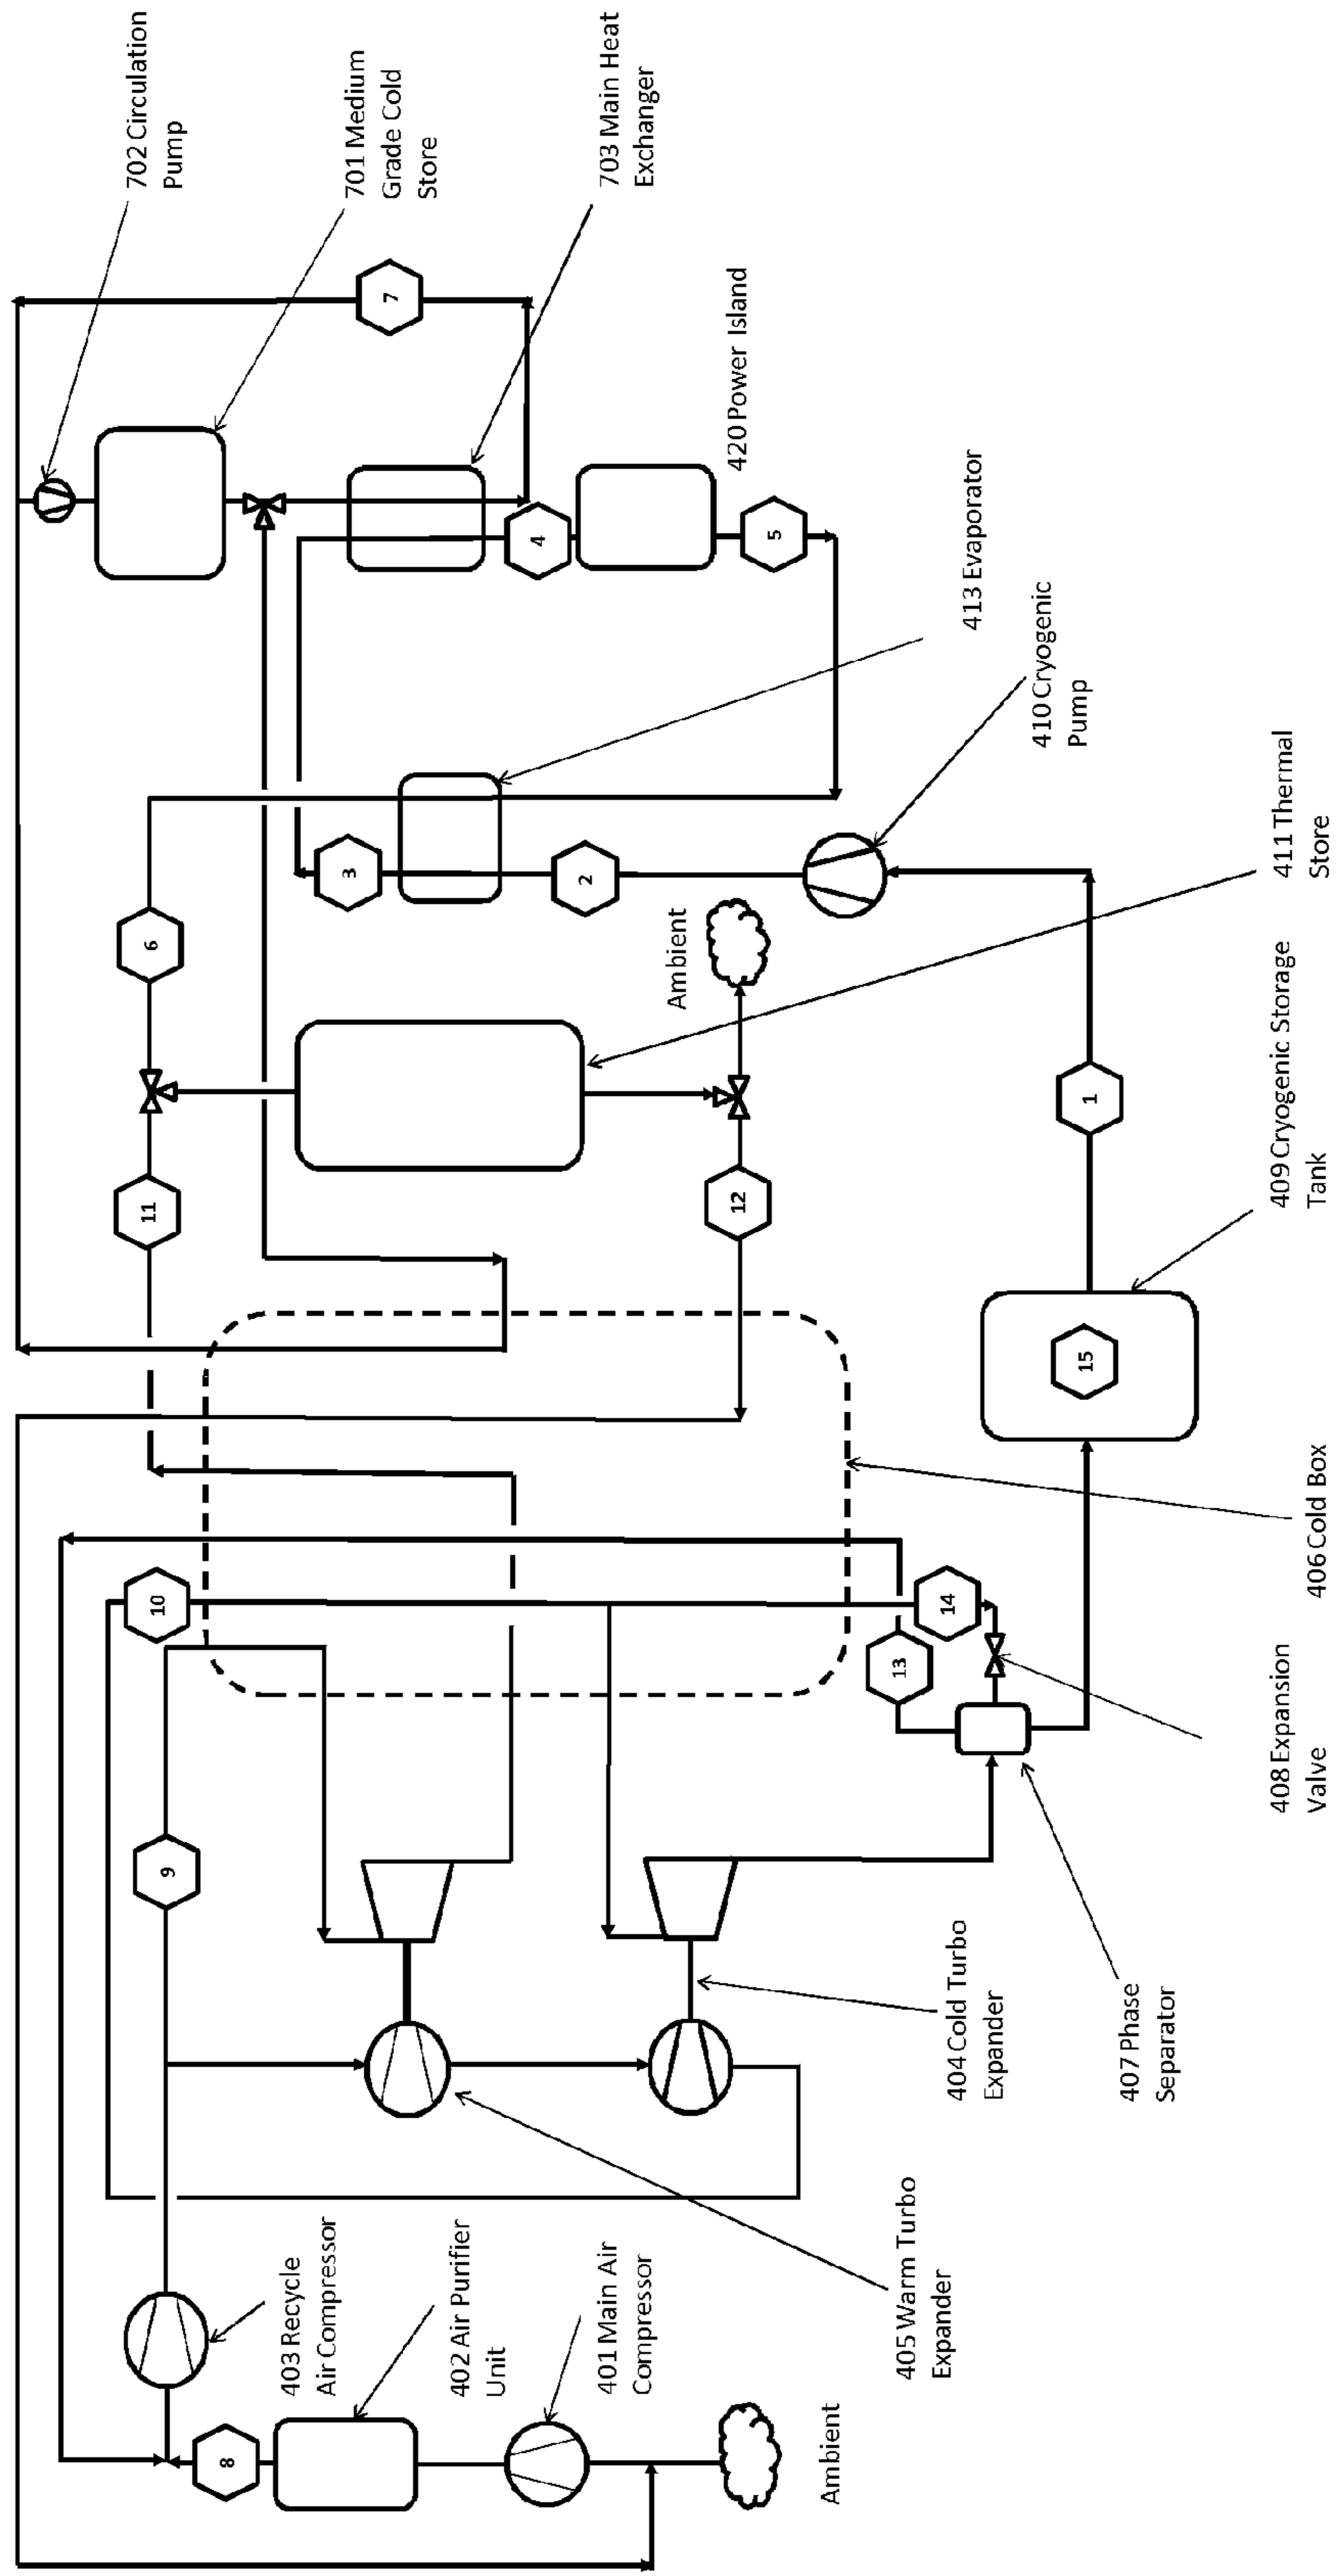 702 Circulation
Pump
701 Medium
Grade Cold
Store
703 Main Heat
Exchanger
7
4
420 Power Island
5
413 Evaporator
410 Cryogenic
Pump
3
2
6
Ambient
411 Thermal
Store
11
12
1
409 Cryogenic Storage
Tank
15
406 Cold Box
10
14
13
408 Expansion
Valve
9
404 Cold Turbo
Expander
407 Phase
Separator
405 Warm Turbo
Expander
403 Recycle
Air Compressor
402 Air Purifier
Unit
401 Main Air
Compressor
8
Ambient